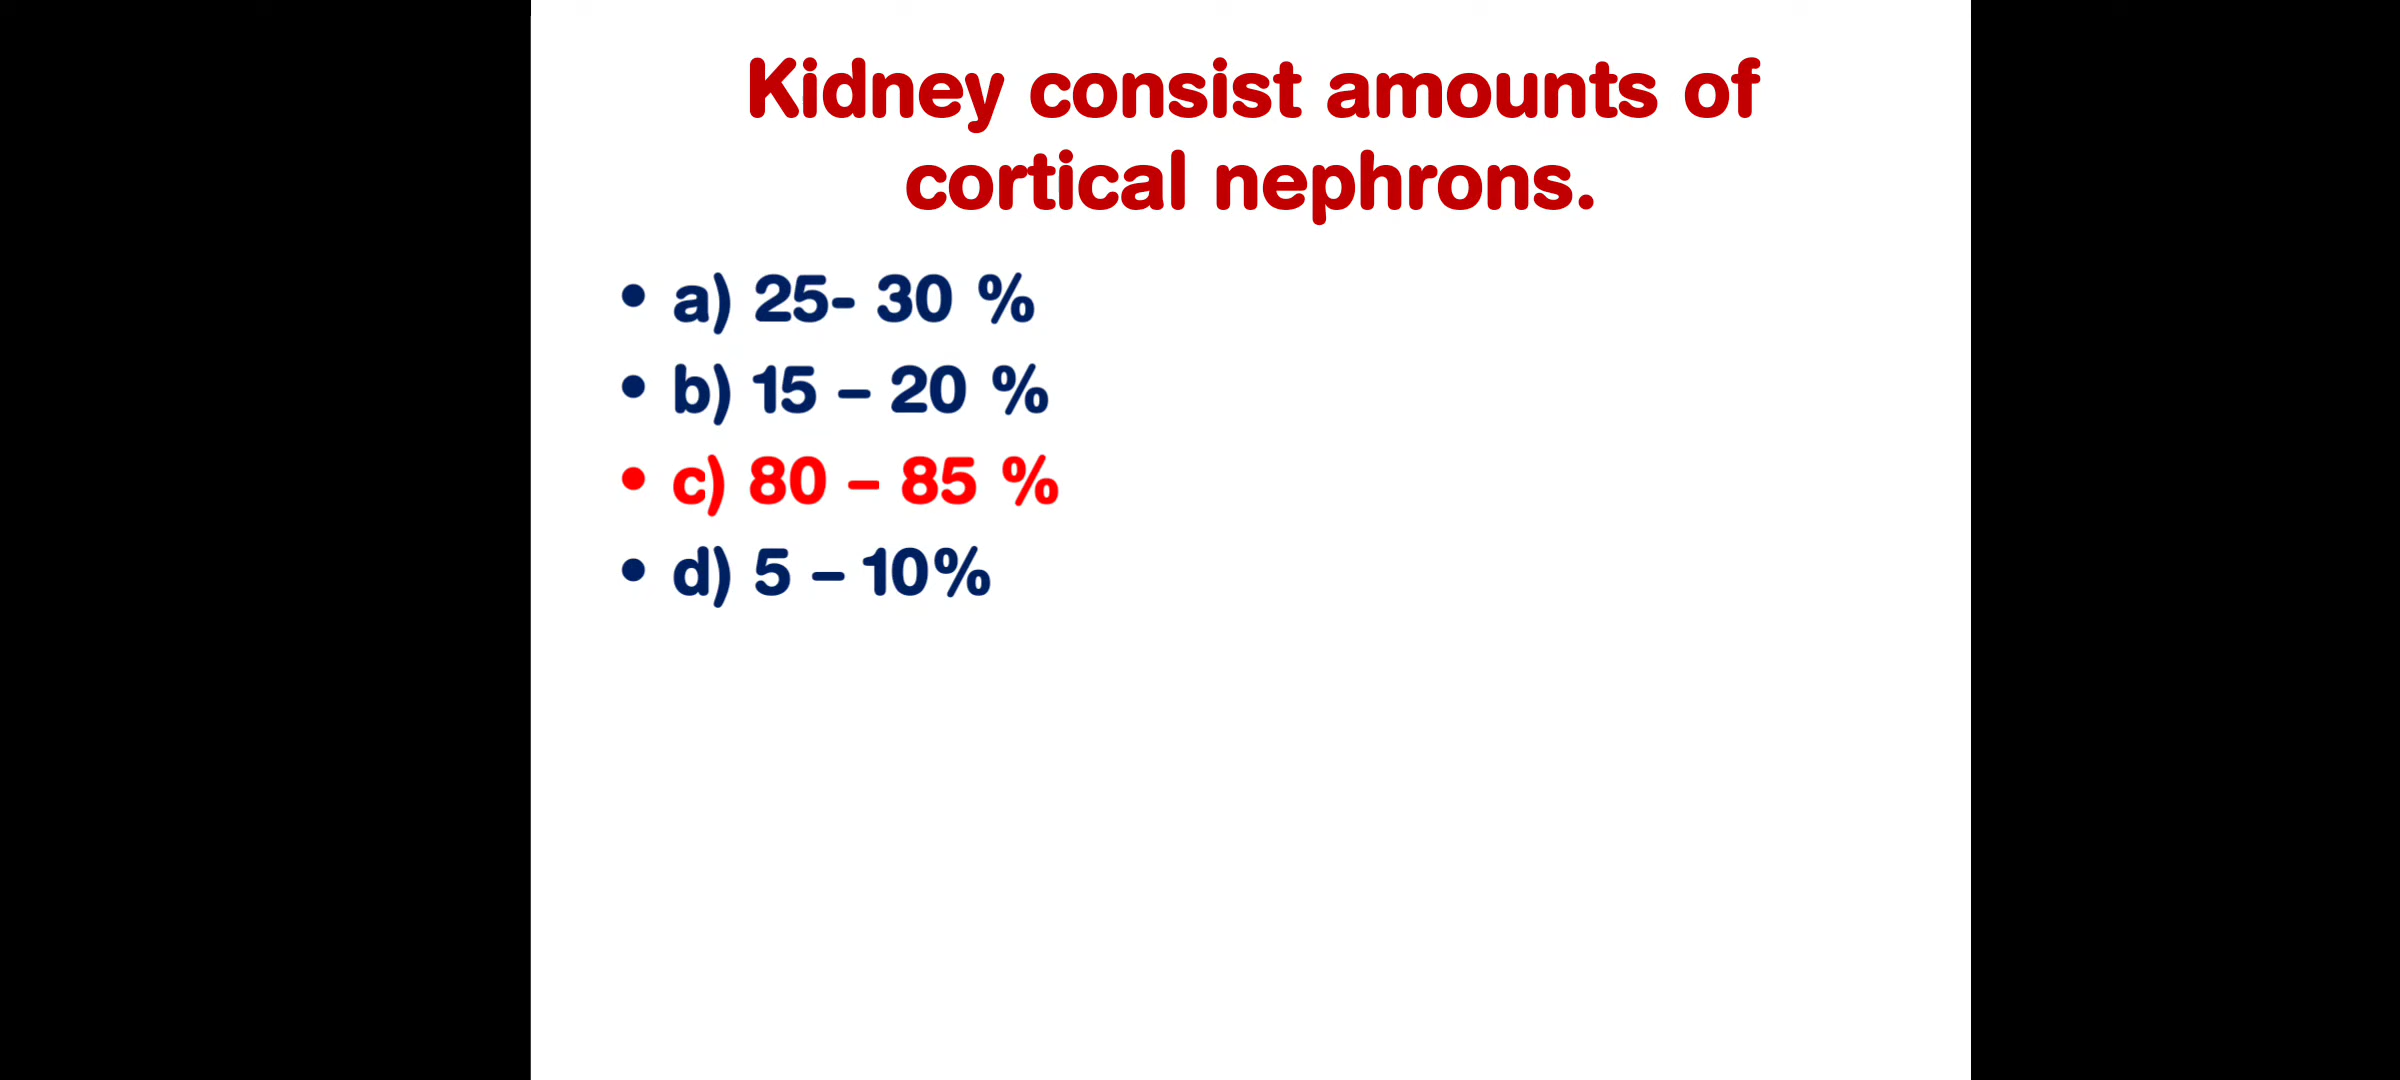 Kidney consist amounts of
cortical nephrons.
• a) 25- 30 %
• b) 15 – 20 %
• c) 80 – 85 %
• d) 5 – 10%